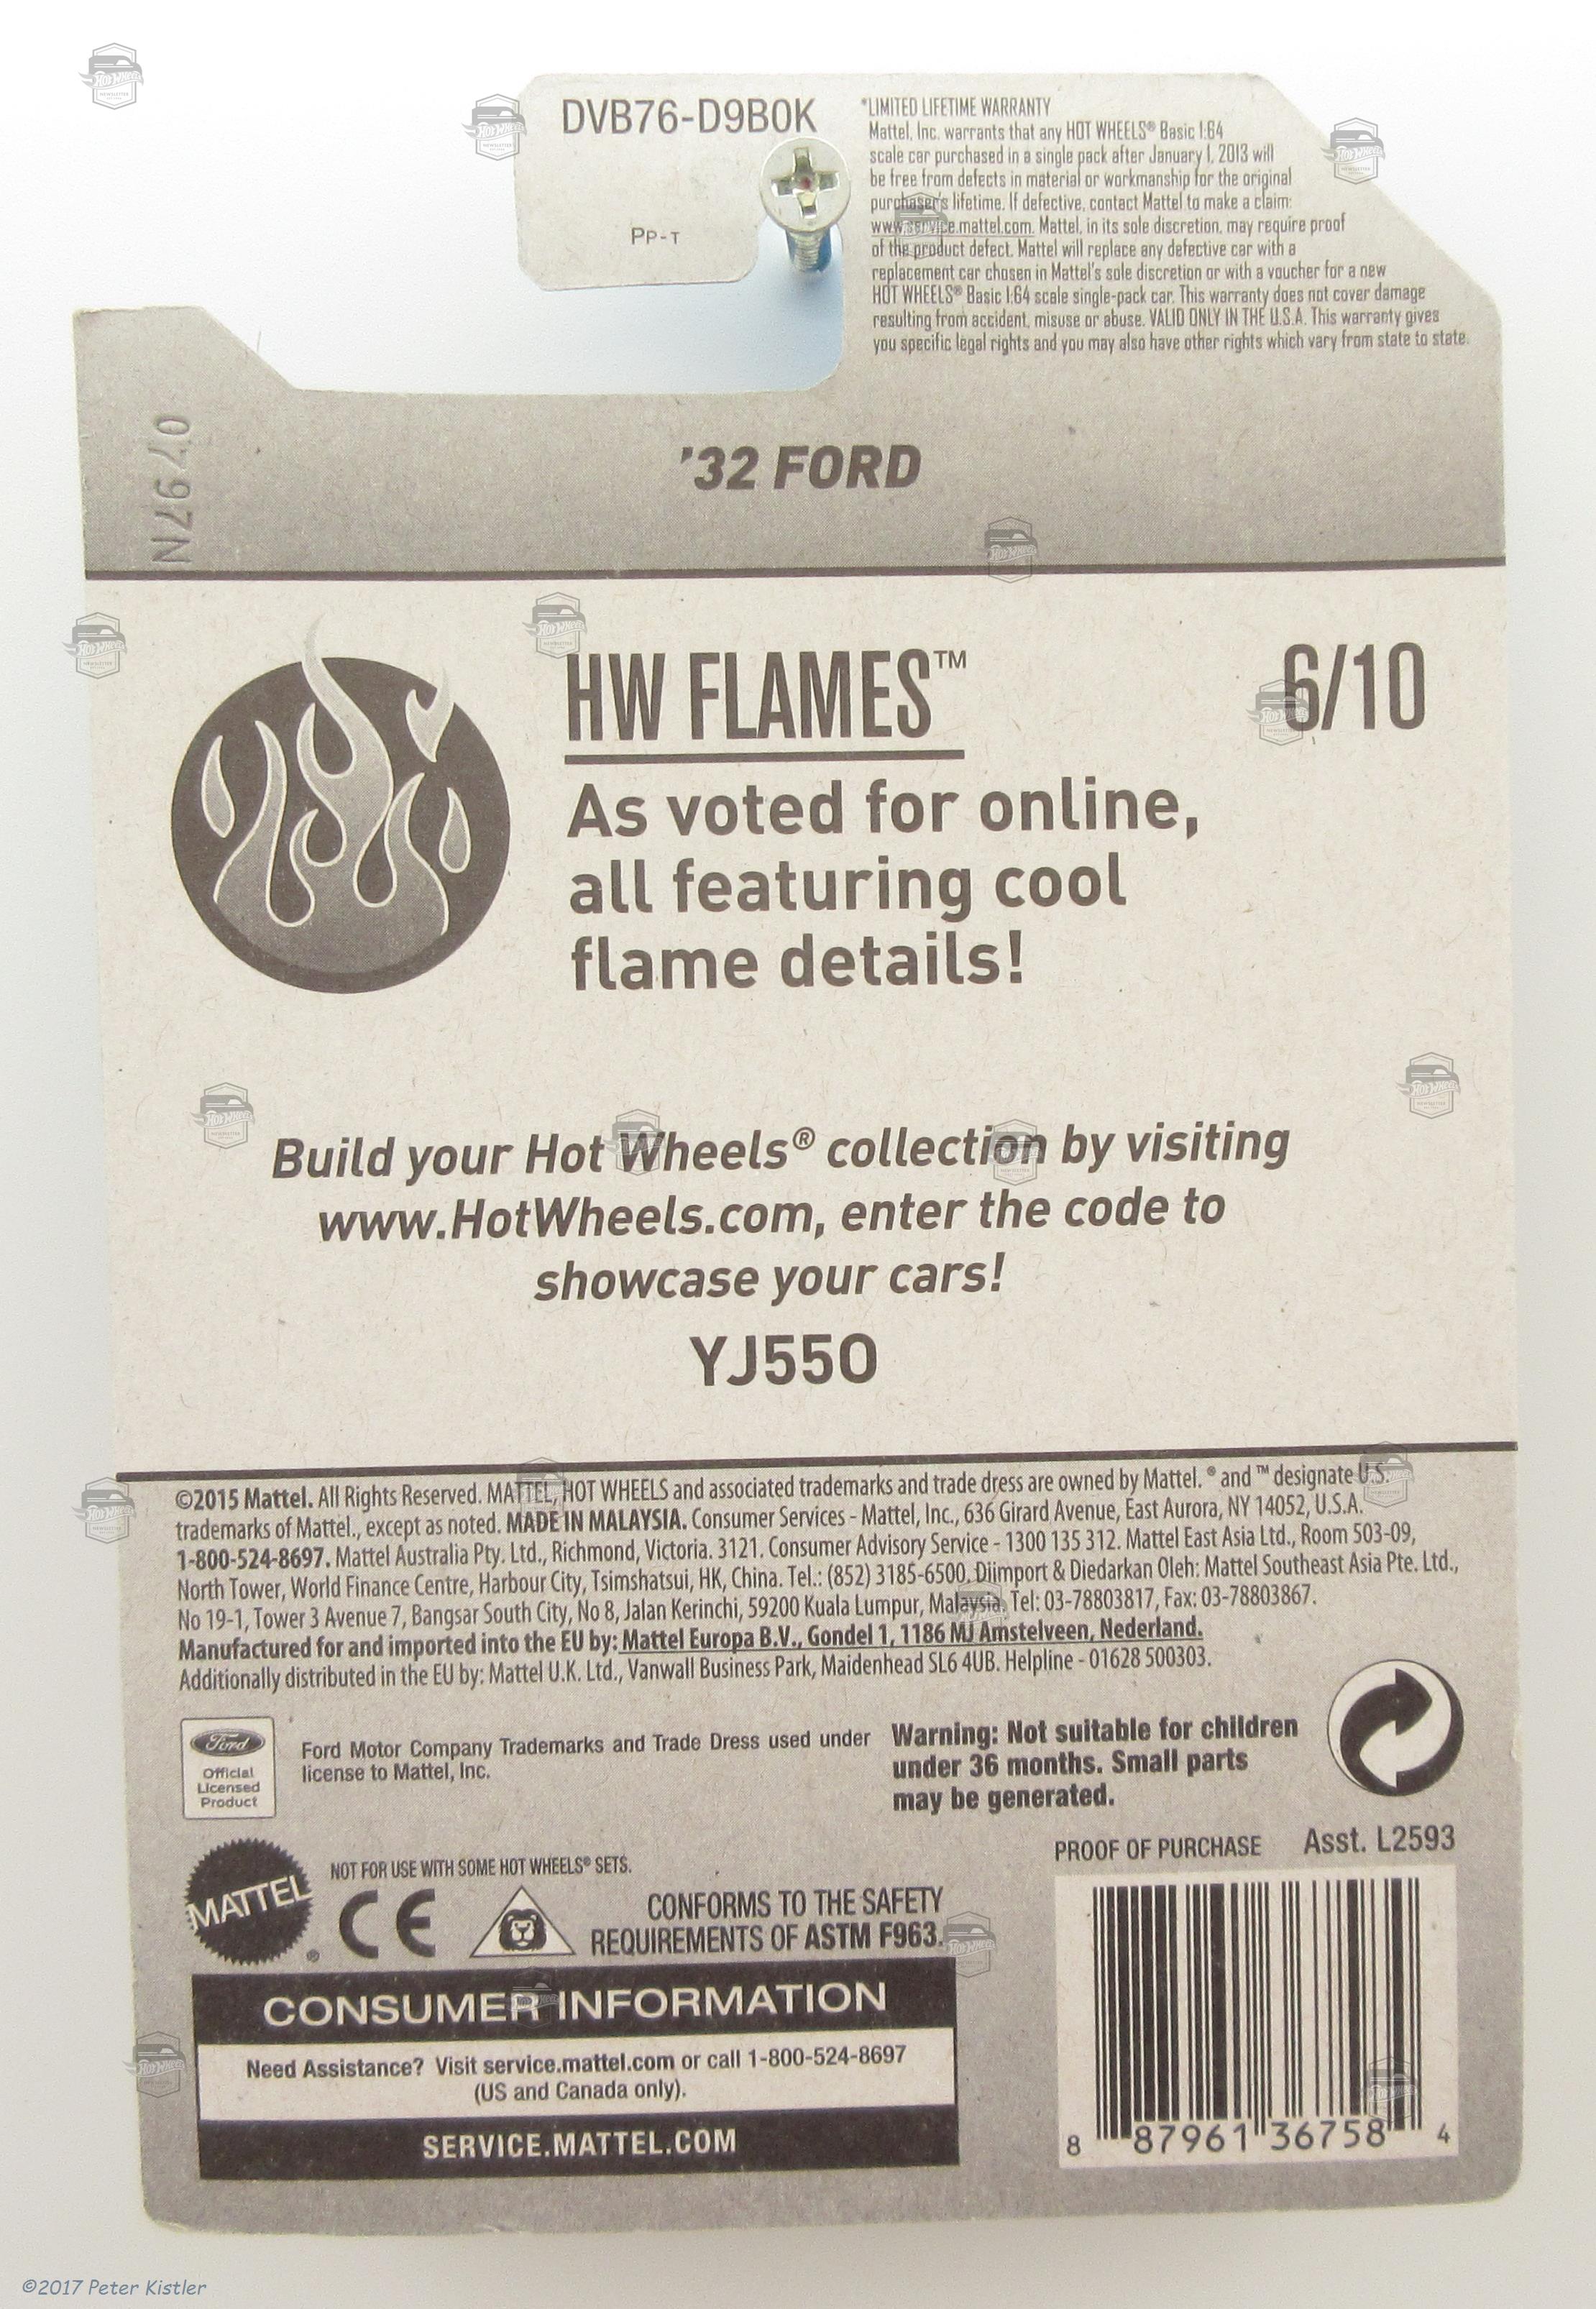 DVB76-D9B0K
PP-T
*LIMITED LIFETIME WARRANTY
Mattel, Inc. warrants that any HOT WHEELS® Basic 1:64
scale car purchased in a single pack after January 1, 2013 will
be free from defects in material or workmanship for the original
purchaser's lifetime. If defective, contact Mattel to make a claim:
www.service.mattel.com. Mattel, in its sole discretion, may require proof
of the product defect. Mattel will replace any defective car with a
replacement car chosen in Mattel's sole discretion or with a voucher for a new
HOT WHEELS® Basic 1:64 scale single-pack car. This warranty does not cover damage
resulting from accident, misuse or abuse. VALID ONLY IN THE U.S.A. This warranty gives
you specific legal rights and you may also have other rights which vary from state to state.
'32 FORD
HW FLAMES™
6/10
As voted for online,
all featuring cool
flame details!
Build your Hot Wheels® collection by visiting
www.HotWheels.com, enter the code to
showcase your cars!
YJ550
©2015 Mattel. All Rights Reserved. MATTEL, HOT WHEELS and associated trademarks and trade dress are owned by Mattel. ® and ™ designate U.S.
trademarks of Mattel., except as noted. MADE IN MALAYSIA. Consumer Services - Mattel, Inc., 636 Girard Avenue, East Aurora, NY 14052, U.S.A.
1-800-524-8697. Mattel Australia Pty. Ltd., Richmond, Victoria. 3121. Consumer Advisory Service - 1300 135 312. Mattel East Asia Ltd., Room 503-09,
North Tower, World Finance Centre, Harbour City, Tsimshatsui, HK, China. Tel.: (852) 3185-6500. Diimport & Diedarkan Oleh: Mattel Southeast Asia Pte. Ltd.,
No 19-1, Tower 3 Avenue 7, Bangsar South City, No 8, Jalan Kerinchi, 59200 Kuala Lumpur, Malaysia. Tel: 03-78803817, Fax: 03-78803867.
Manufactured for and imported into the EU by: Mattel Europa B.V., Gondel 1, 1186 MJ Amstelveen, Nederland.
Additionally distributed in the EU by: Mattel U.K. Ltd., Vanwall Business Park, Maidenhead SL6 4UB. Helpline - 01628 500303.
Ford
Official
Licensed
Product
Ford Motor Company Trademarks and Trade Dress used under
license to Mattel, Inc.
Warning: Not suitable for children
under 36 months. Small parts
may be generated.
PROOF OF PURCHASE Asst. L2593
MATTEL®
NOT FOR USE WITH SOME HOT WHEELS® SETS.
CE
CONFORMS TO THE SAFETY
REQUIREMENTS OF ASTM F963.
CONSUMER INFORMATION
Need Assistance? Visit service.mattel.com or call 1-800-524-8697
(US and Canada only).
SERVICE.MATTEL.COM
8 87961 36758 4
©2017 Peter Kistler